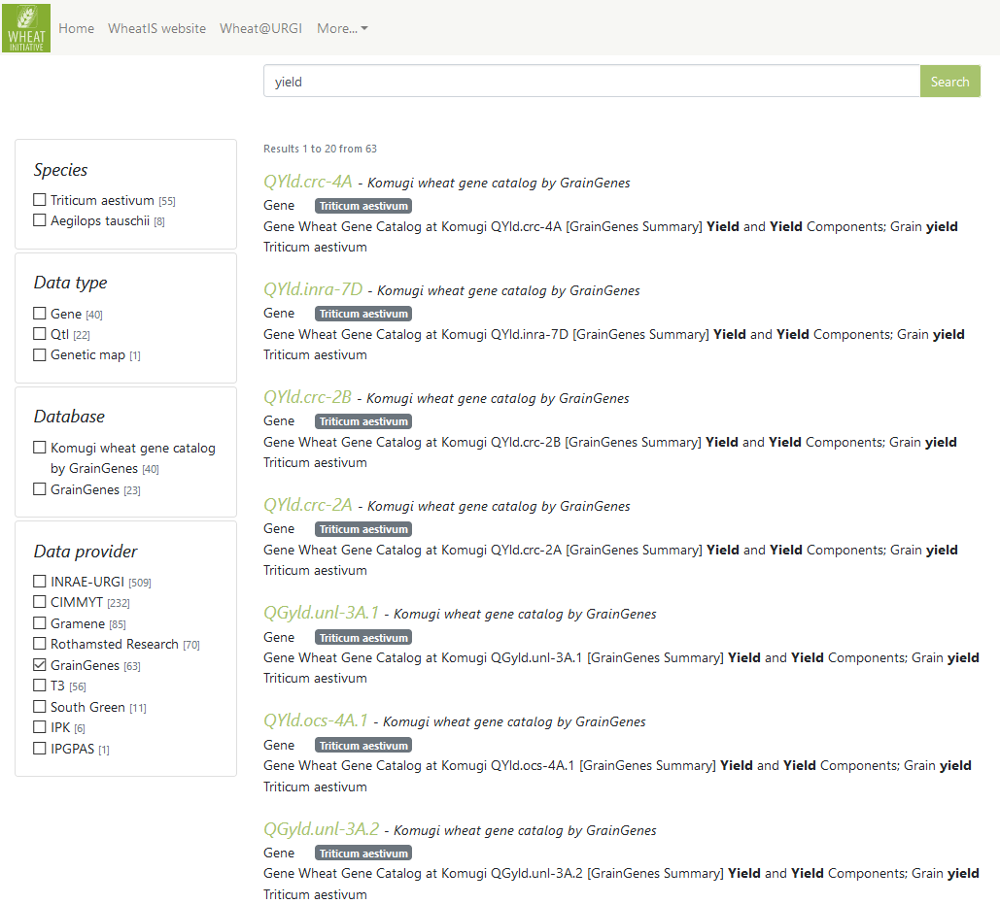 WHEAT
INITIATIVE
Home WheatIS website Wheat@URGI More...
yield Search
Results 1 to 20 from 63
Species
Triticum aestivum [55]
Aegilops tauschii [8]
Data type
Gene [40]
Qtl [22]
Genetic map [1]
Database
Komugi wheat gene catalog
by GrainGenes [40]
GrainGenes [23]
Data provider
INRAE-URGI [509]
CIMMYT [232]
Gramene [85]
Rothamsted Research [70]
GrainGenes [63]
T3 [56]
South Green [11]
IPK [6]
IPGPAS [1]
QYld.crc-4A - Komugi wheat gene catalog by GrainGenes
Gene Triticum aestivum
Gene Wheat Gene Catalog at Komugi QYld.crc-4A [GrainGenes Summary] Yield and Yield Components; Grain yield
Triticum aestivum
QYld.inra-7D - Komugi wheat gene catalog by GrainGenes
Gene Triticum aestivum
Gene Wheat Gene Catalog at Komugi QYld.inra-7D [GrainGenes Summary] Yield and Yield Components; Grain yield
Triticum aestivum
QYld.crc-2B - Komugi wheat gene catalog by GrainGenes
Gene Triticum aestivum
Gene Wheat Gene Catalog at Komugi QYld.crc-2B [GrainGenes Summary] Yield and Yield Components; Grain yield
Triticum aestivum
QYld.crc-2A - Komugi wheat gene catalog by GrainGenes
Gene Triticum aestivum
Gene Wheat Gene Catalog at Komugi QYld.crc-2A [GrainGenes Summary] Yield and Yield Components; Grain yield
Triticum aestivum
QGyld.unl-3A.1 - Komugi wheat gene catalog by GrainGenes
Gene Triticum aestivum
Gene Wheat Gene Catalog at Komugi QGyld.unl-3A.1 [GrainGenes Summary] Yield and Yield Components; Grain yield
Triticum aestivum
QYld.ocs-4A.1 - Komugi wheat gene catalog by GrainGenes
Gene Triticum aestivum
Gene Wheat Gene Catalog at Komugi QYld.ocs-4A.1 [GrainGenes Summary] Yield and Yield Components; Grain yield
Triticum aestivum
QGyld.unl-3A.2 - Komugi wheat gene catalog by GrainGenes
Gene Triticum aestivum
Gene Wheat Gene Catalog at Komugi QGyld.unl-3A.2 [GrainGenes Summary] Yield and Yield Components; Grain yield
Triticum aestivum